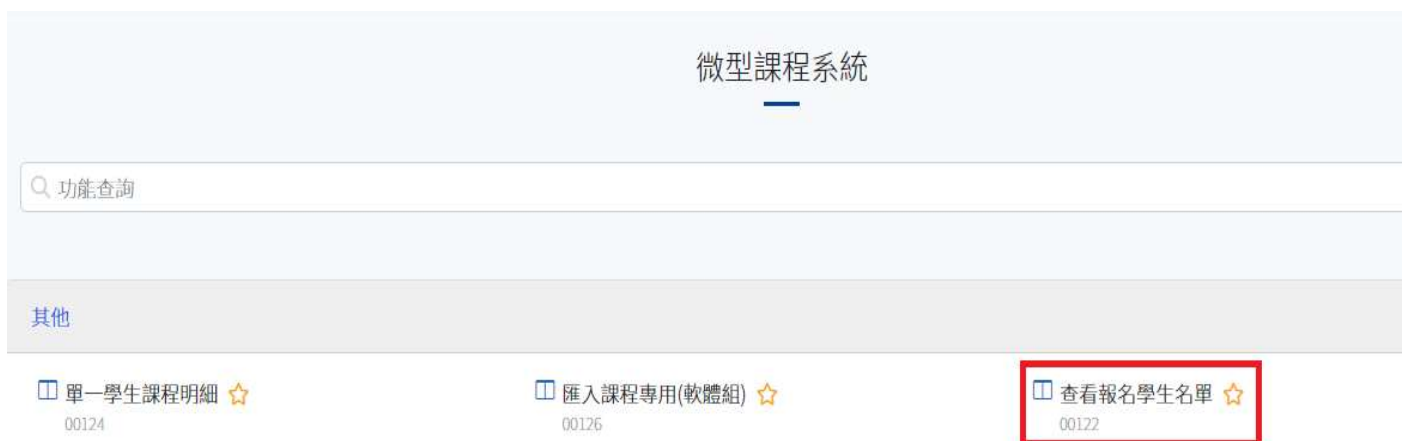 微型課程系統
功能查詢
其他
單一學生課程明細
00124
匯入課程專用(軟體組)
00126
查看報名學生名單
00122